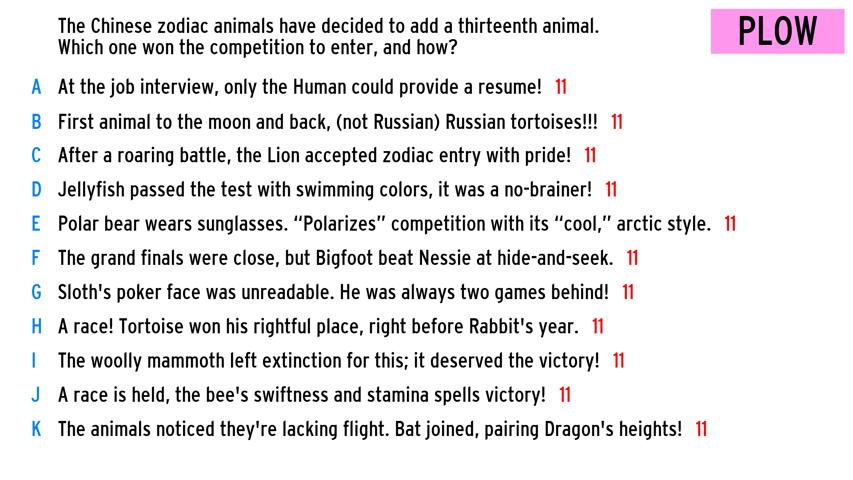 The Chinese zodiac animals have decided to add a thirteenth animal.
Which one won the competition to enter, and how?
PLOW
A At the job interview, only the Human could provide a resume! 11
B First animal to the moon and back, (not Russian) Russian tortoises!!! 11
C After a roaring battle, the Lion accepted zodiac entry with pride! 11
D Jellyfish passed the test with swimming colors, it was a no-brainer! 11
E Polar bear wears sunglasses. “Polarizes” competition with its “cool,” arctic style. 11
F The grand finals were close, but Bigfoot beat Nessie at hide-and-seek. 11
G Sloth's poker face was unreadable. He was always two games behind! 11
H A race! Tortoise won his rightful place, right before Rabbit's year. 11
I The woolly mammoth left extinction for this; it deserved the victory! 11
J A race is held, the bee's swiftness and stamina spells victory! 11
K The animals noticed they're lacking flight. Bat joined, pairing Dragon's heights! 11